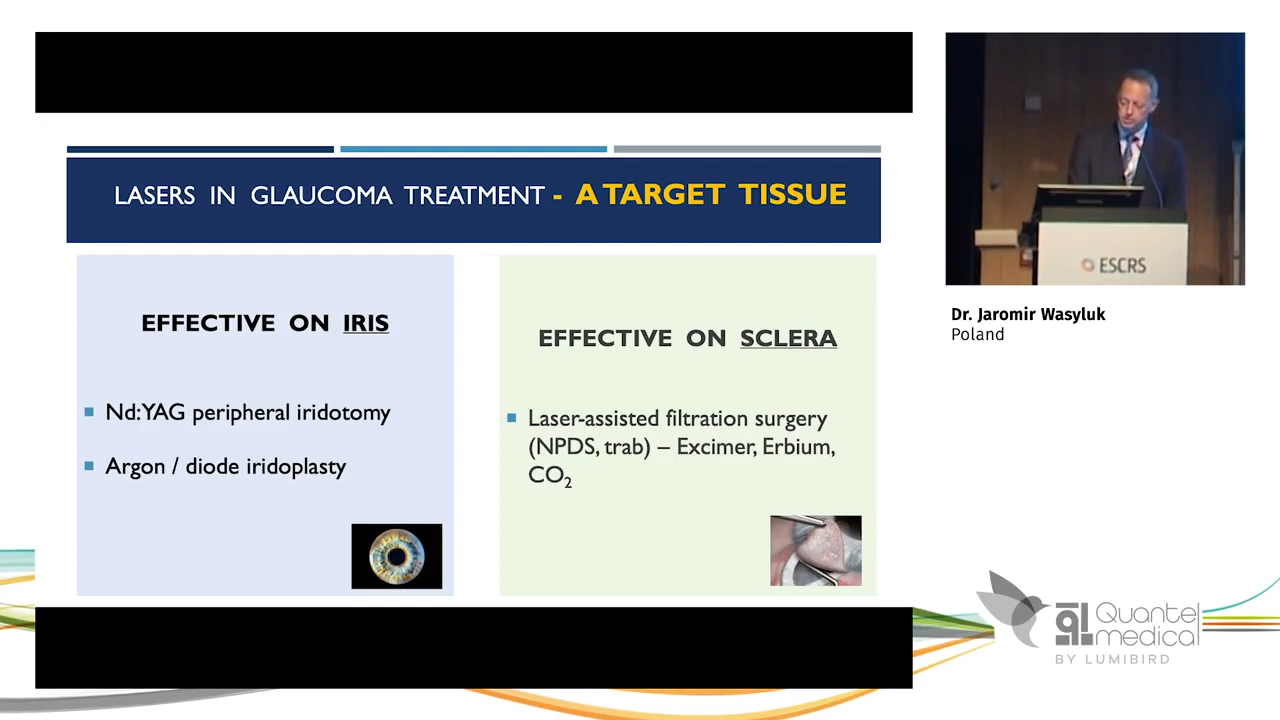 LASERS IN GLAUCOMA TREATMENT - A TARGET TISSUE
EFFECTIVE ON IRIS
Nd:YAG peripheral iridotomy
Argon / diode iridoplasty
EFFECTIVE ON SCLERA
Laser-assisted filtration surgery
(NPDS, trab) – Excimer, Erbium,
CO2
ESCRS
Dr. Jaromir Wasyluk
Poland
Quantel
medical
BY LUMIBIRD